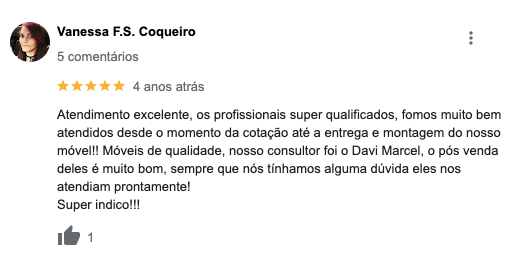 Vanessa F.S. Coqueiro
5 comentários
4 anos atrás
Atendimento excelente, os profissionais super qualificados, fomos muito bem
atendidos desde o momento da cotação até a entrega e montagem do nosso
móvel!! Móveis de qualidade, nosso consultor foi o Davi Marcel, o pós venda
deles é muito bom, sempre que nós tínhamos alguma dúvida eles nos
atendiam prontamente!
Super indico!!!
1